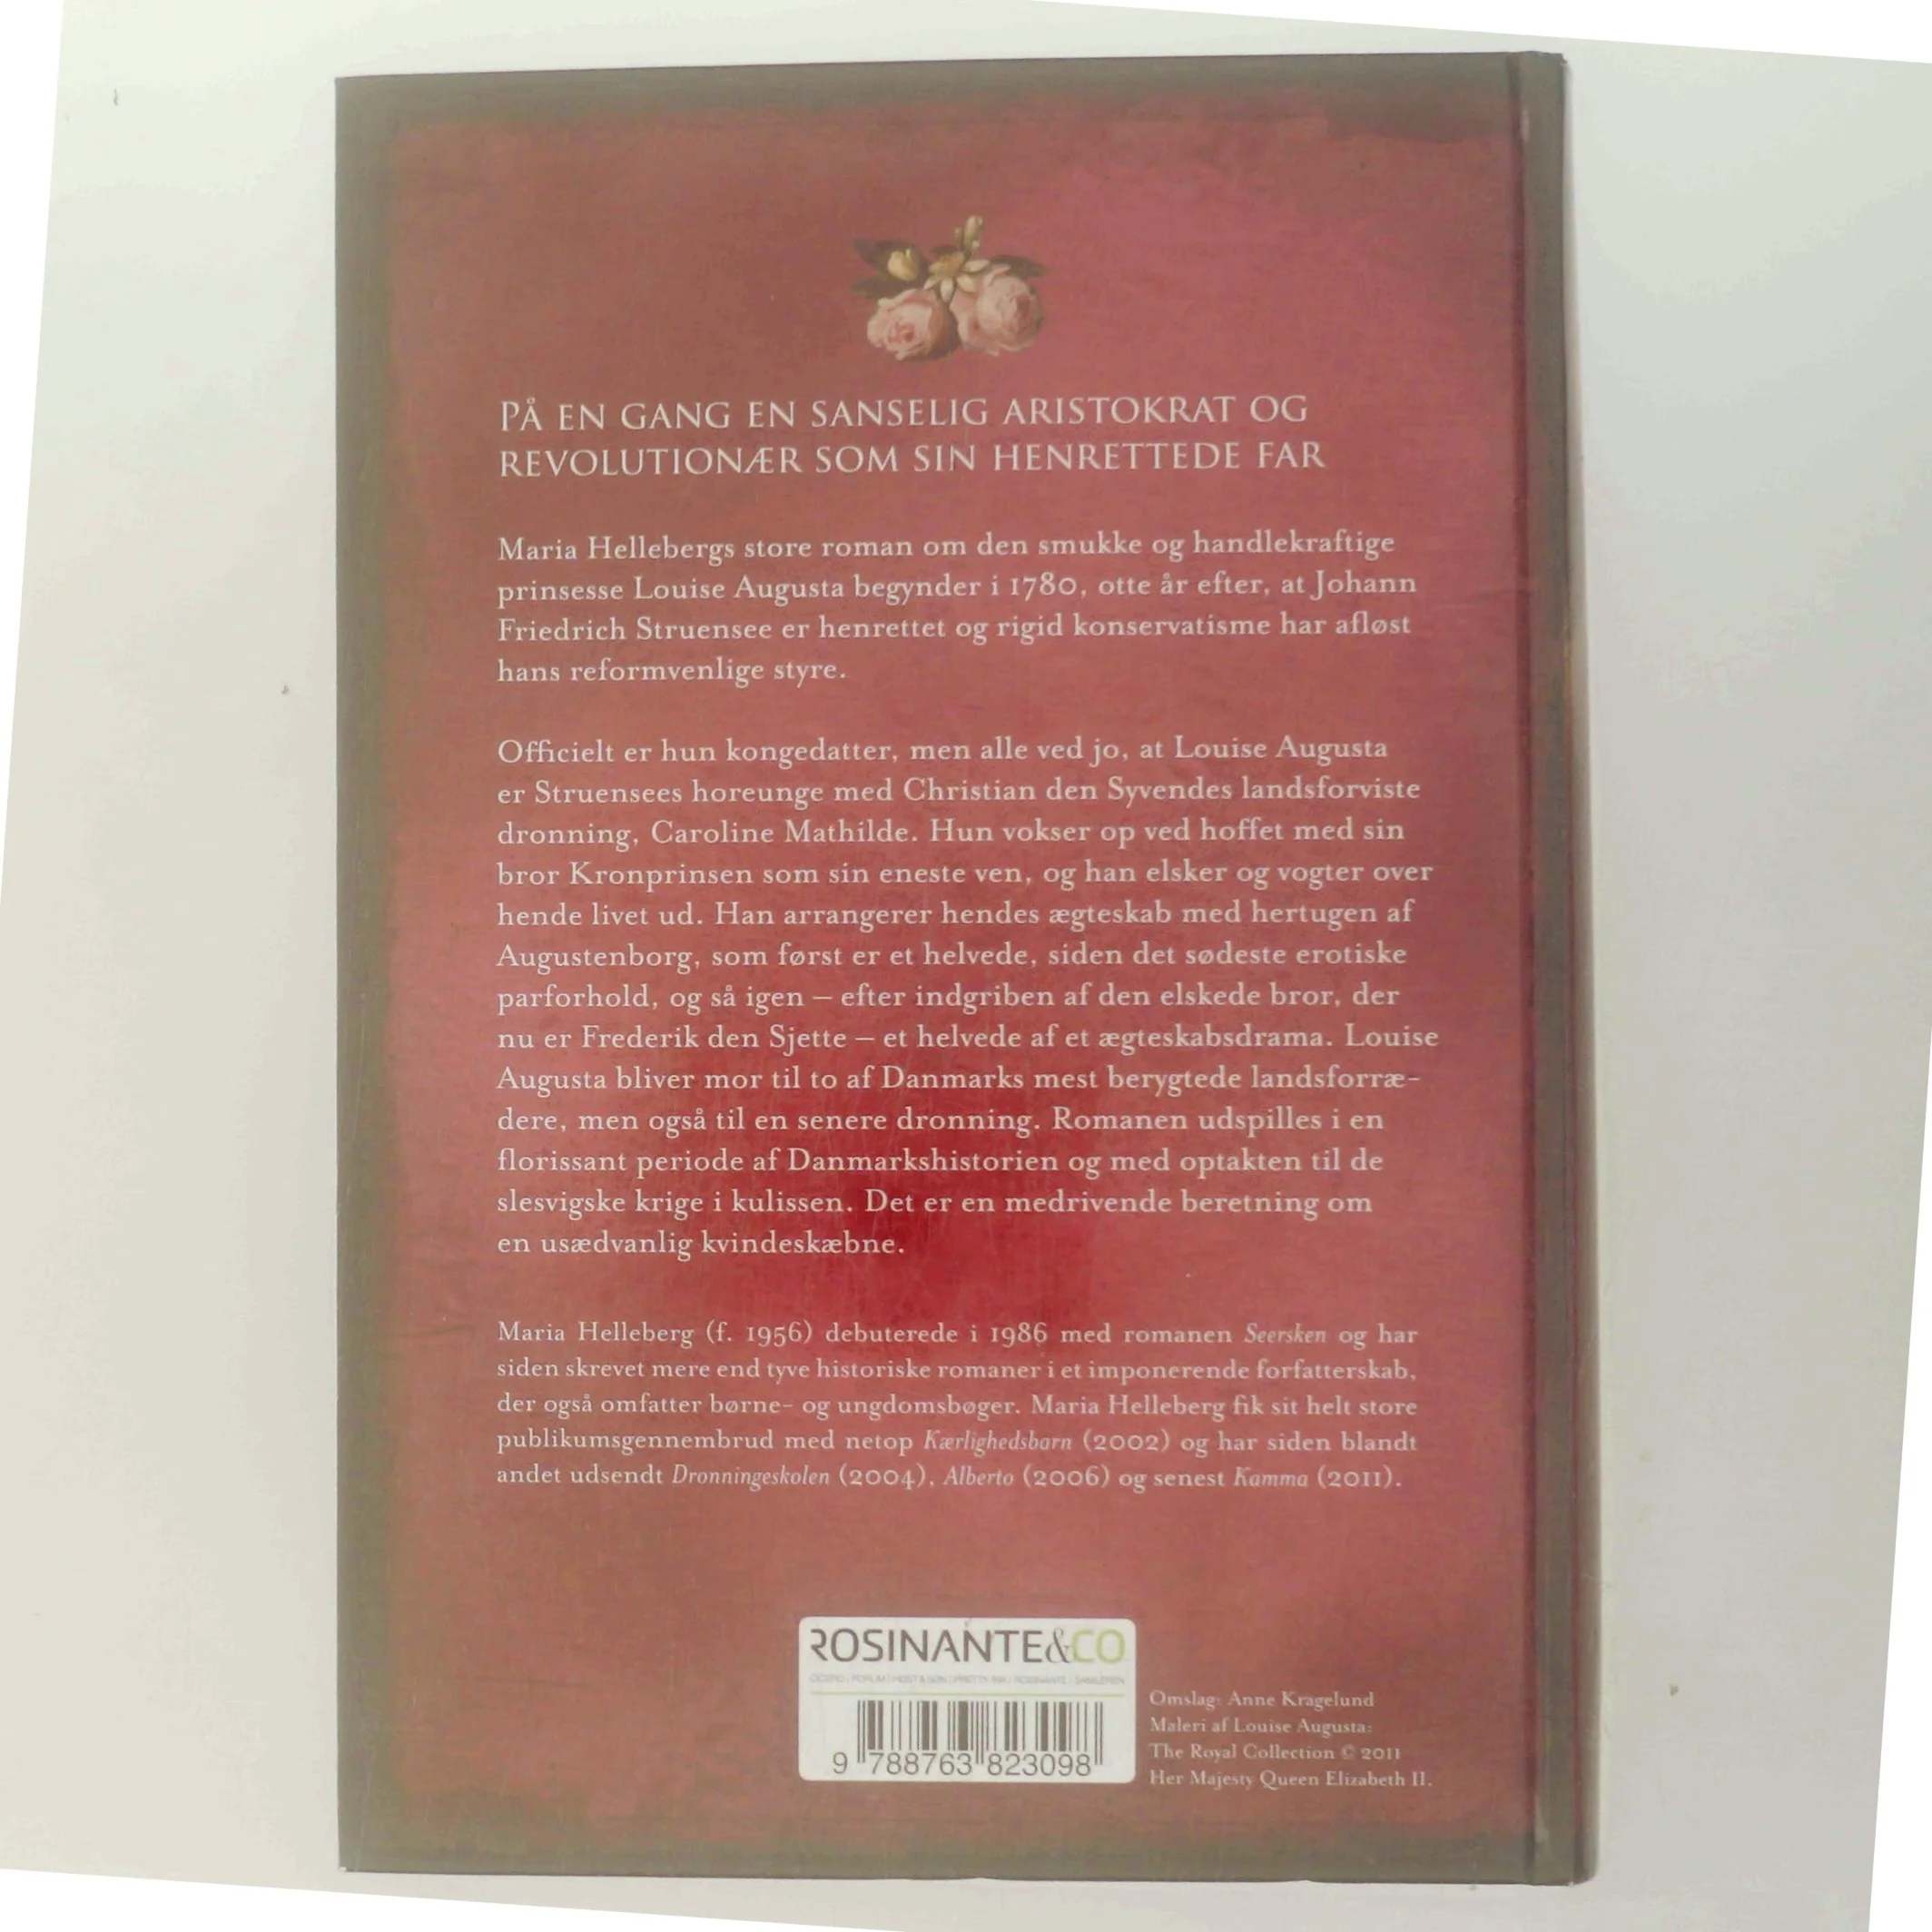 PÅ EN GANG EN SANSELIG ARISTOKRAT OG
REVOLUTIONÆR SOM SIN HENRETTEDE FAR
Maria Hellebergs store roman om den smukke og handlekraftige
prinsesse Louise Augusta begynder i 1780, otte år efter, at Johann
Friedrich Struensee er henrettet og rigid konservatisme har afløst
hans reformvenlige styre.
Officielt er hun kongedatter, men alle ved jo, at Louise Augusta
er Struensees horeunge med Christian den Syvendes landsforviste
dronning, Caroline Mathilde. Hun vokser op ved hoffet med sin
bror Kronprinsen som sin eneste ven, og han elsker og vogter over
hende livet ud. Han arrangerer hendes ægteskab med hertugen af
Augustenborg, som først er et helvede, siden det sødeste erotiske
parforhold, og så igen – efter indgriben af den elskede bror, der
nu er Frederik den Sjette – et helvede af et ægteskabsdrama. Louise
Augusta bliver mor til to af Danmarks mest berygtede landsforræ-
dere, men også til en senere dronning. Romanen udspilles i en
florissant periode af Danmarkshistorien og med optakten til de
slesvigske krige i kulissen. Det er en medrivende beretning om
en usædvanlig kvindeskæbne.
Maria Helleberg (f. 1956) debuterede i 1986 med romanen Seersken og har
siden skrevet mere end tyve historiske romaner i et imponerende forfatterskab,
der også omfatter børne- og ungdomsbøger. Maria Helleberg fik sit helt store
publikumsgennembrud med netop Kærlighedsbarn (2002) og har siden blandt
andet udsendt Dronningeskolen (2004), Alberto (2006) og senest Kamma (2011).
ROSINANTE&CO
CICERO | FORUM | HØST & SØN | PRETTY INK | ROSINANTE | SAMLEREN
9 788763 823098
Omslag: Anne Kragelund
Maleri af Louise Augusta:
The Royal Collection © 2011
Her Majesty Queen Elizabeth II.